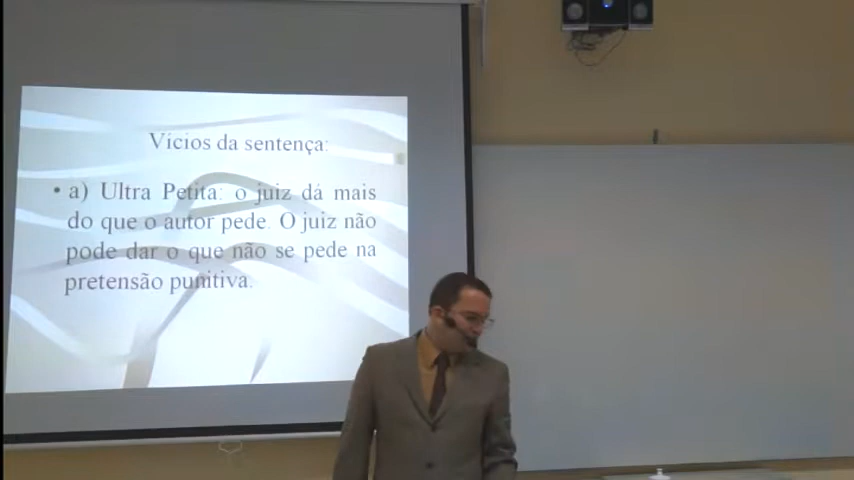 Vícios da sentença:
• a) Ultra Petita: o juiz dá mais
do que o autor pede. O juiz não
pode dar o que não se pede na
pretensão punitiva.